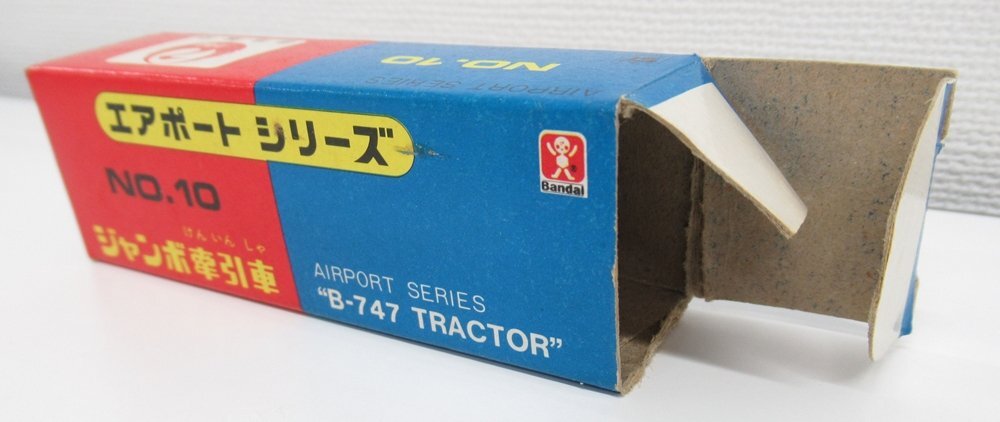 NO.10
AIRPORT SERIES
エアポート シリーズ
NO.10
けんいんしゃ
ジャンボ牽引車
Bandai
AIRPORT SERIES
“B-747 TRACTOR”